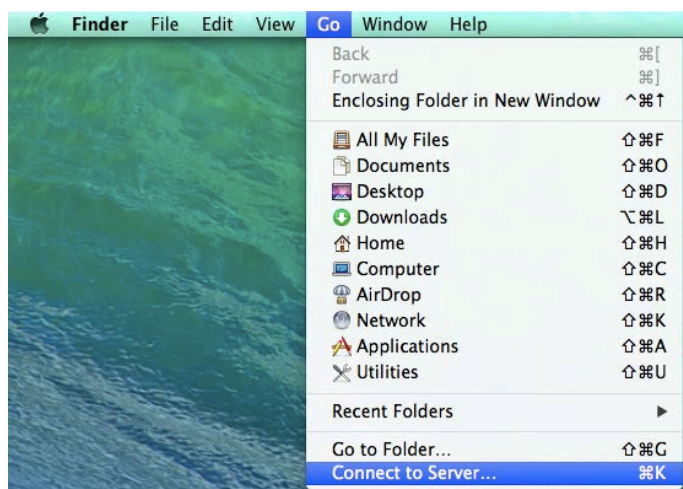 Finder File Edit View Go Window Help
Back ⌘[
Forward ⌘]
Enclosing Folder in New Window ^⌘↑
All My Files ⇧⌘F
Documents ⇧⌘O
Desktop ⇧⌘D
Downloads ⌥⌘L
Home ⇧⌘H
Computer ⇧⌘C
AirDrop ⇧⌘R
Network ⇧⌘K
Applications ⇧⌘A
Utilities ⇧⌘U
Recent Folders ▶
Go to Folder... ⇧⌘G
Connect to Server... ⌘K